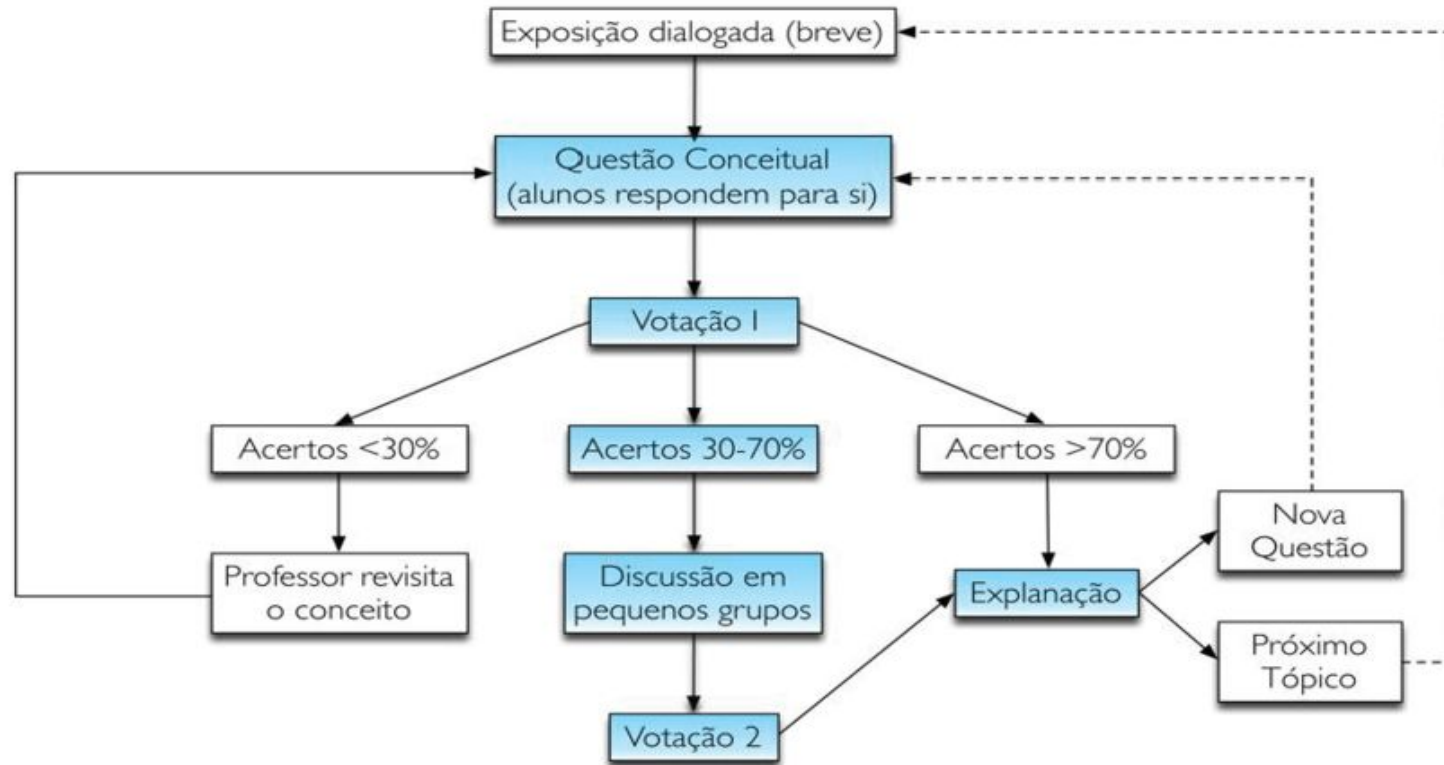 Exposição dialogada (breve)
Questão Conceitual
(alunos respondem para si)
Votação 1
Acertos <30%
Acertos 30-70%
Acertos >70%
Professor revisita
o conceito
Discussão em
pequenos grupos
Explanação
Nova
Questão
Próximo
Tópico
Votação 2